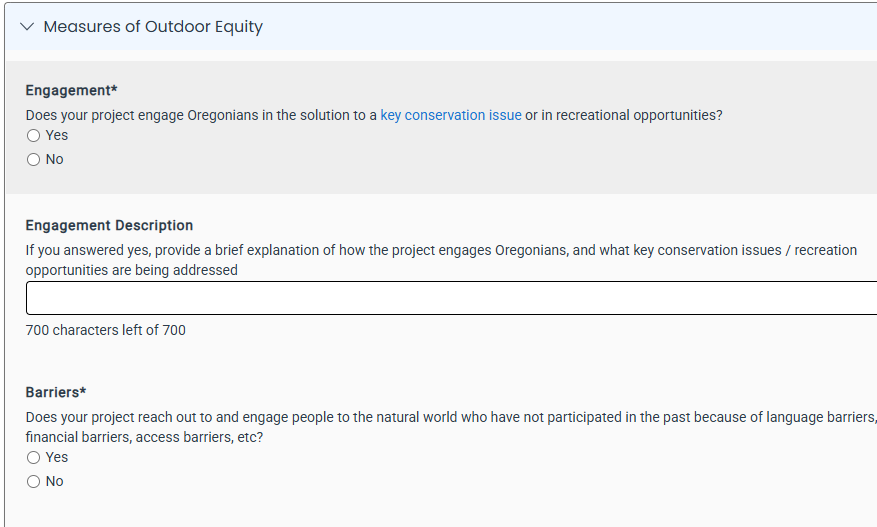 Measures of Outdoor Equity
Engagement*
Does your project engage Oregonians in the solution to a key conservation issue or in recreational opportunities?
Yes
No
Engagement Description
If you answered yes, provide a brief explanation of how the project engages Oregonians, and what key conservation issues / recreation
opportunities are being addressed
700 characters left of 700
Barriers*
Does your project reach out to and engage people to the natural world who have not participated in the past because of language barriers,
financial barriers, access barriers, etc?
Yes
No